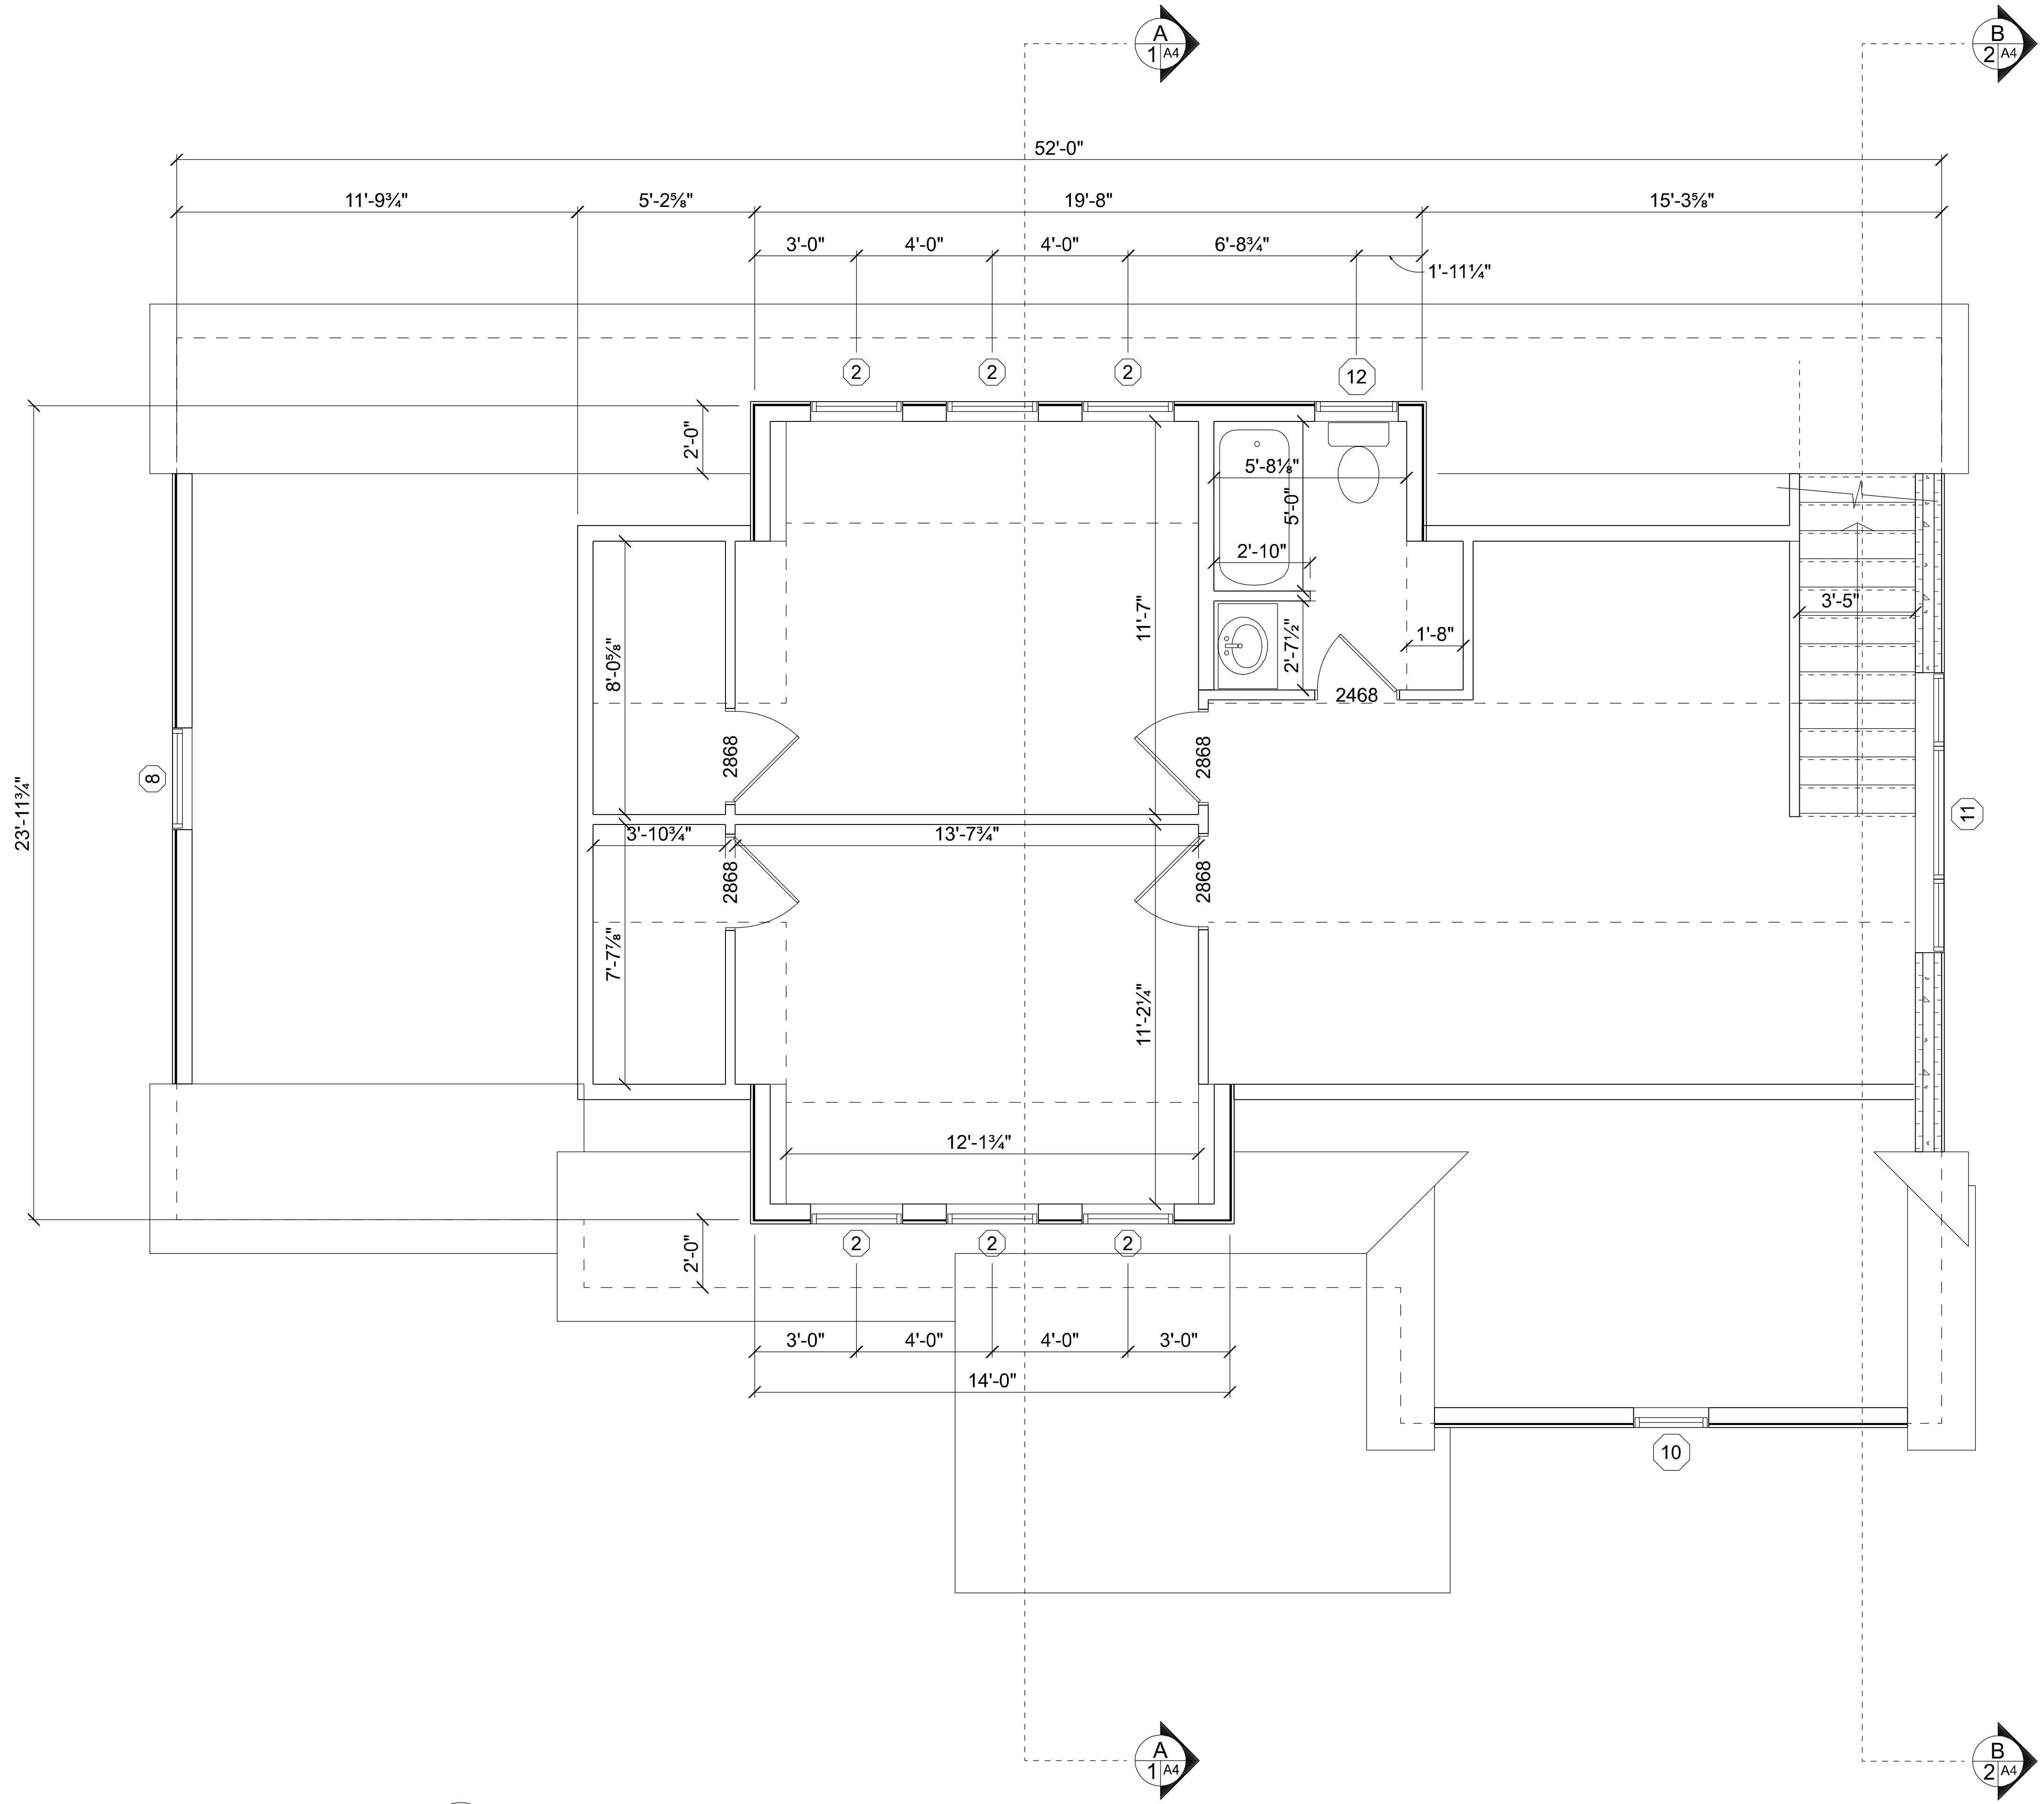 A
1 A4
B
2 A4
52'-0"
11'-9¾" 5'-2⅝" 19'-8" 15'-3⅝"
3'-0" 4'-0" 4'-0" 6'-8¾"
1'-11¼"
2 2 2 12
2'-0"
5'-8⅛"
5'-0"
2'-10"
3'-5"
11'-7"
8'-0⅝"
2'-7½"
1'-8"
2468
2868
2868
8
23'-11¾"
11
3'-10¾" 13'-7¾"
2868
2868
7'-7⅞"
11'-2¼"
12'-1¾"
2 2 2
2'-0"
3'-0" 4'-0" 4'-0" 3'-0"
14'-0"
10
A
1 A4
B
2 A4